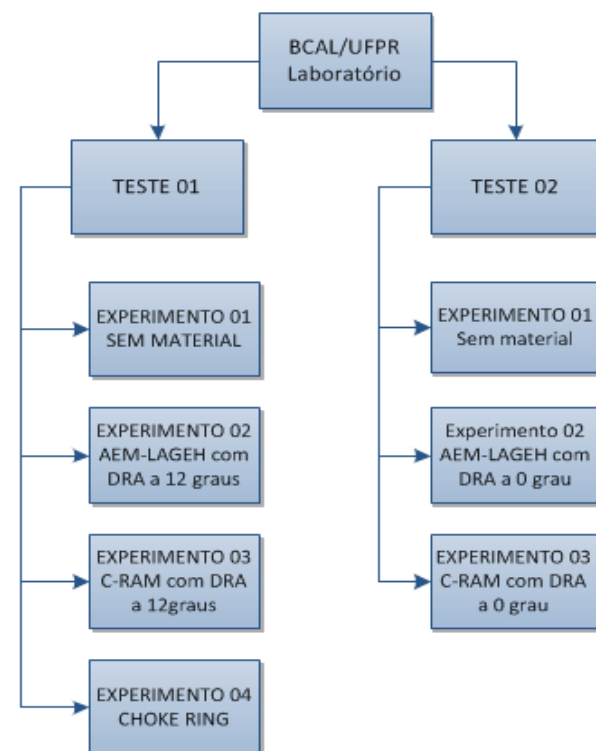 BCAL/UFPR
Laboratório
TESTE 01
TESTE 02
EXPERIMENTO 01
SEM MATERIAL
EXPERIMENTO 02
AEM-LAGEH com
DRA a 12 graus
EXPERIMENTO 03
C-RAM com DRA
a 12graus
EXPERIMENTO 04
CHOKE RING
EXPERIMENTO 01
Sem material
Experimento 02
AEM-LAGEH com
DRA a 0 grau
EXPERIMENTO 03
C-RAM com DRA
a 0 grau